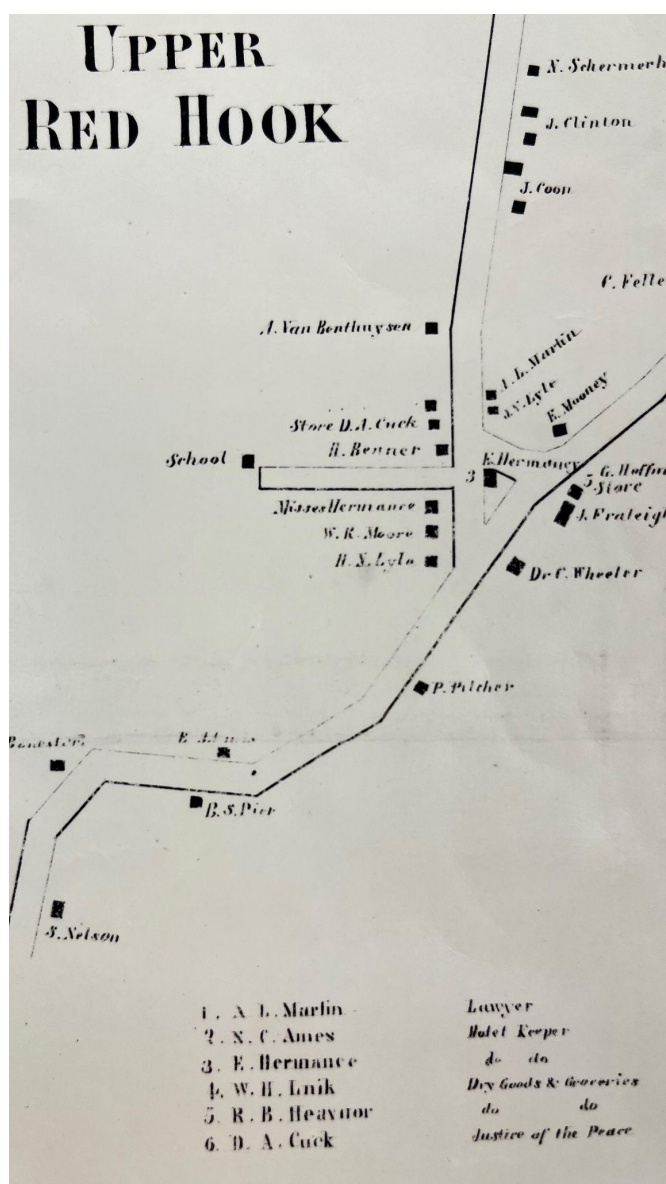 UPPER
RED HOOK
N. Schermerh
J. Clinton
J. Coon
C. Felle
A. Van Benthuysen
A. L. Martin
J. N. Lyle
E. Mooney
Store D. A. Cuck
H. Benner
School
E. Hermancy
3
G. Hoffm
5 Store
Misses Hermance
A. Fraleigh
W. K. Moore
H. S. Lyle
Dr C. Wheeler
P. Pitcher
E.
B. S. Pier
S. Nelson
1. A. L. Martin Lawyer
2. N. C. Ames Hotel Keeper
3. E. Hermance do do
4. W. H. Lnik Dry Goods & Groceries
5. R. B. Heavnor do do
6. D. A. Cuck Justice of the Peace